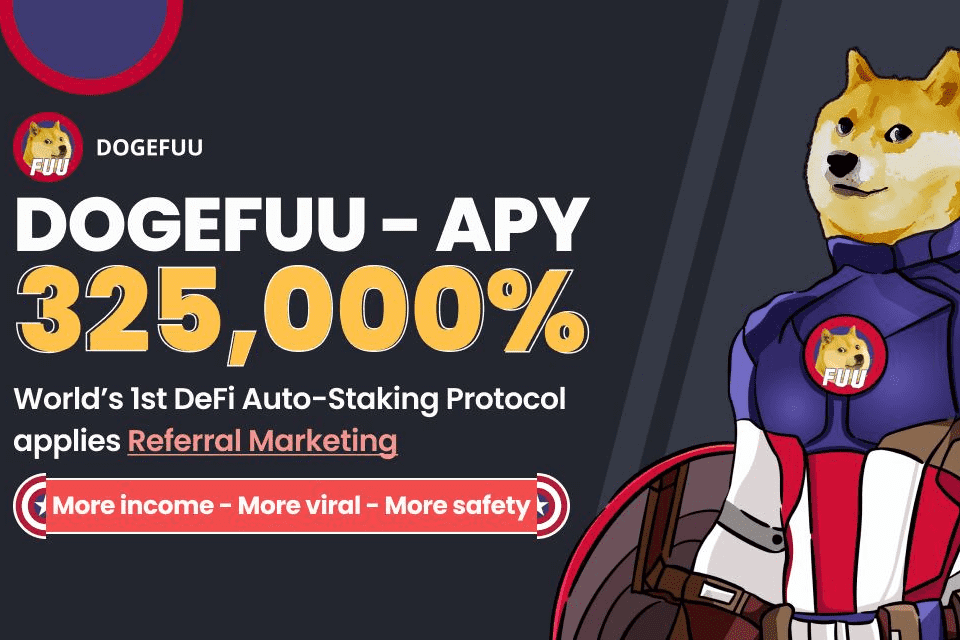 FUU
DOGEFUU
DOGEFUU - APY
325,000%
World's 1st DeFi Auto-Staking Protocol
applies Referral Marketing
More income - More viral - More safety
FUU